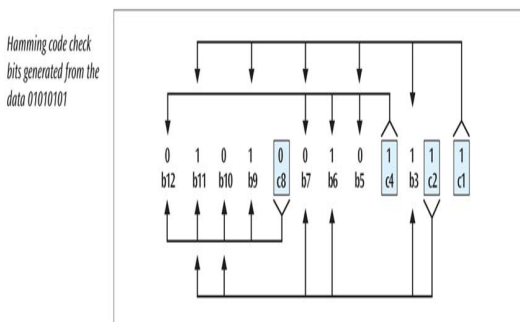 Hamming code check
bits generated from the
data 01010101
0 1 0 1 0 0 1 0 1 1 1 1
b12 b11 b10 b9 c8 b7 b6 b5 c4 b3 c2 c1